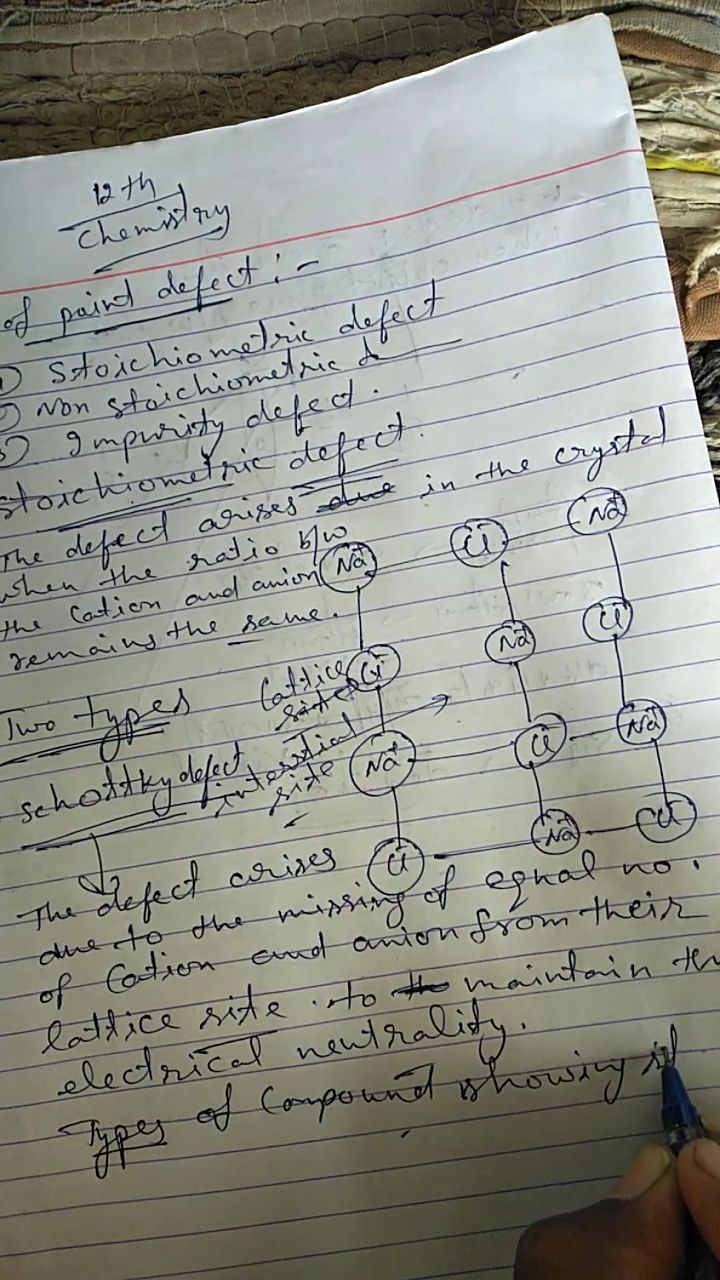 12th
Chemistry
of paint defect :-
1) Stoichiometric defect
2) Non stoichiometric d
3) Impurity defect.
stoichiometric defect.
The defect arises due in the crystal
when the ratio b/w
the Cation and anion
remains the same.
Na+ Cl- Na+
Cl- Na+ Cl-
Na+ Cl- Na+
Cl- Na+ Cl-
Lattice
site
interstial
site
Two types
schottky defect
The defect arises
due to the missing of equal no.
of Cation and anion from their
lattice site. to maintain the
electrical neutrality.
Types of Compound showing it